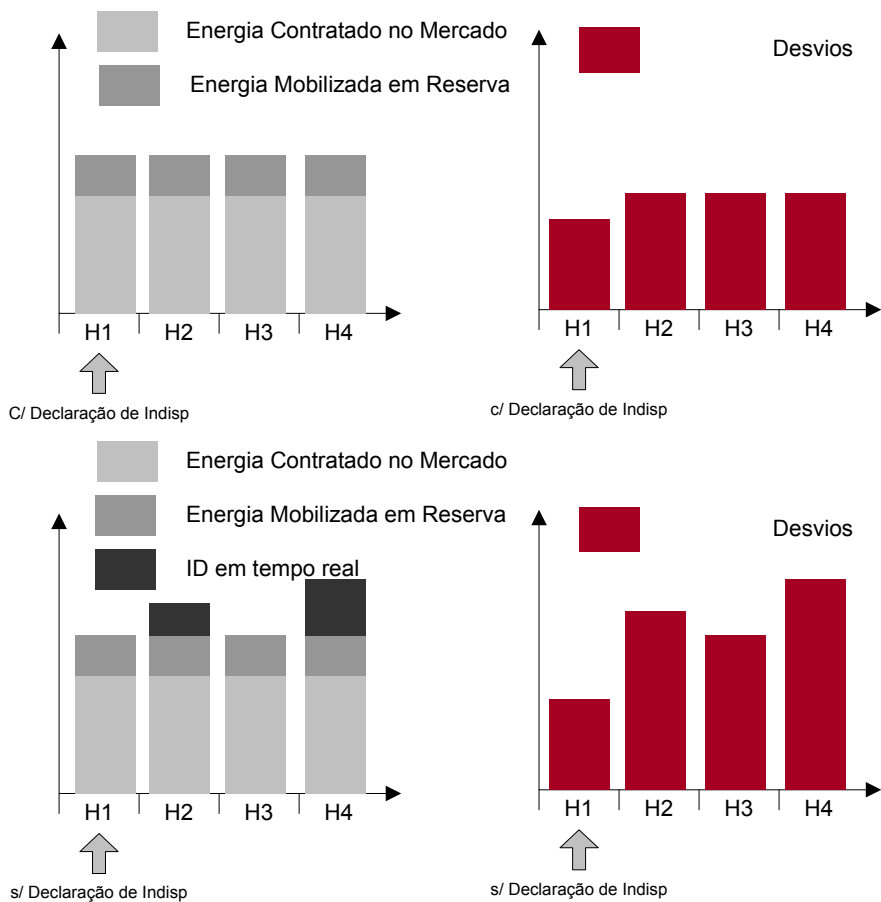 Energia Contratado no Mercado
Energia Mobilizada em Reserva
H1 H2 H3 H4
C/ Declaração de Indisp
Desvios
H1 H2 H3 H4
c/ Declaração de Indisp
Energia Contratado no Mercado
Energia Mobilizada em Reserva
ID em tempo real
H1 H2 H3 H4
s/ Declaração de Indisp
Desvios
H1 H2 H3 H4
s/ Declaração de Indisp